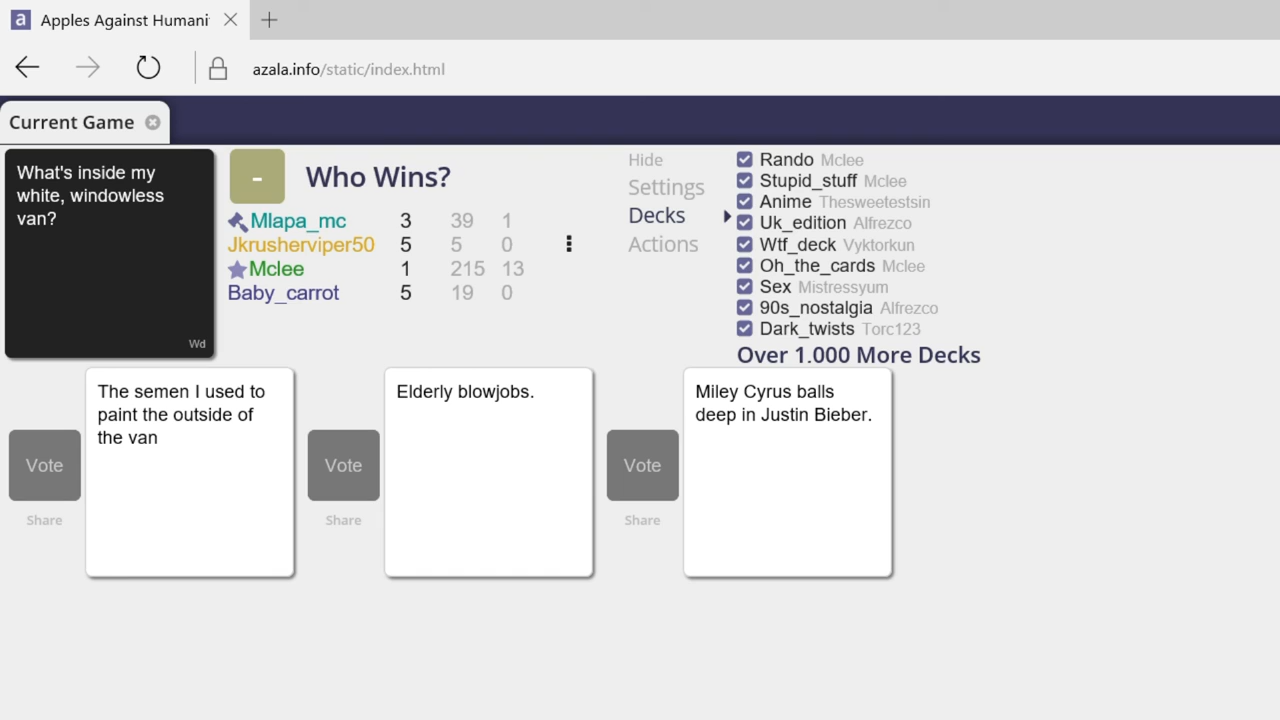 a Apples Against Humani
azala.info/static/index.html
Current Game
What's inside my
white, windowless
van?
Wd
- Who Wins?
Mlapa_mc 3 39 1
Jkrusherviper50 5 5 0
Mclee 1 215 13
Baby_carrot 5 19 0
Hide
Settings
Decks
Actions
Rando Mclee
Stupid_stuff Mclee
Anime Thesweetestsin
Uk_edition Alfrezco
Wtf_deck Vyktorkun
Oh_the_cards Mclee
Sex Mistressyum
90s_nostalgia Alfrezco
Dark_twists Torc123
Over 1,000 More Decks
Vote
Share
The semen I used to
paint the outside of
the van
Vote
Share
Elderly blowjobs.
Vote
Share
Miley Cyrus balls
deep in Justin Bieber.